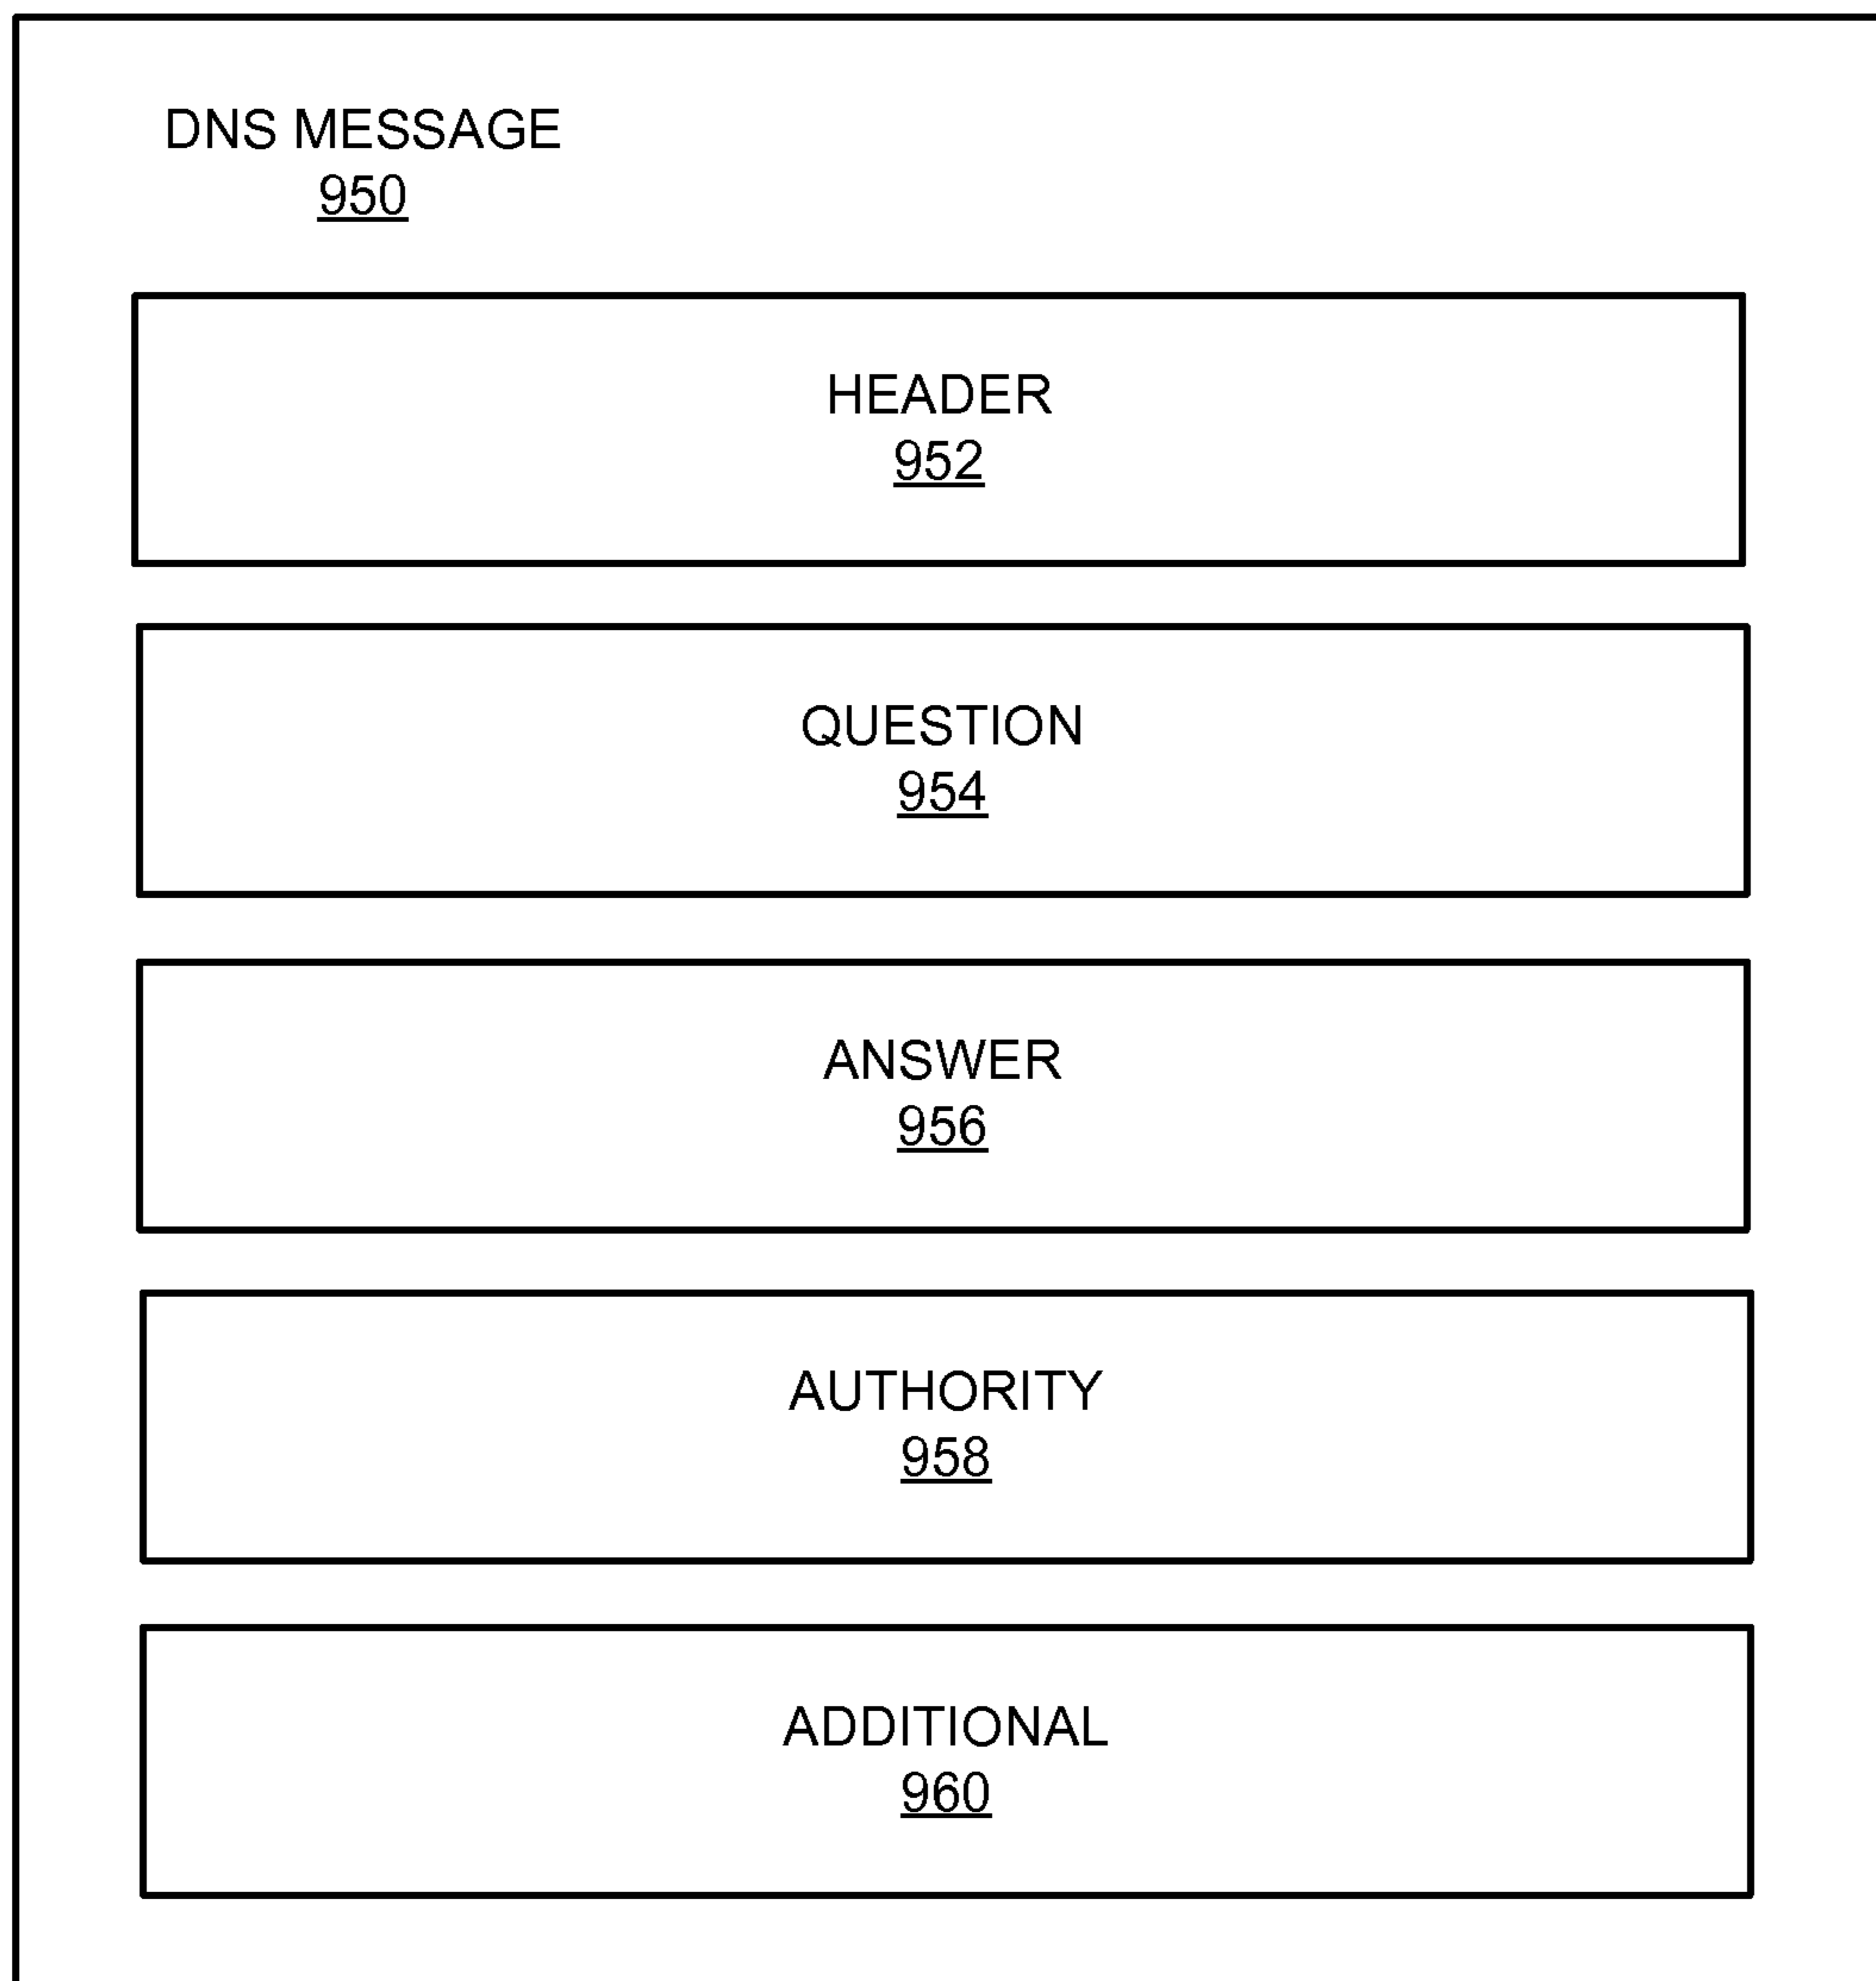 DNS MESSAGE
950
HEADER
952
QUESTION
954
ANSWER
956
AUTHORITY
958
ADDITIONAL
960